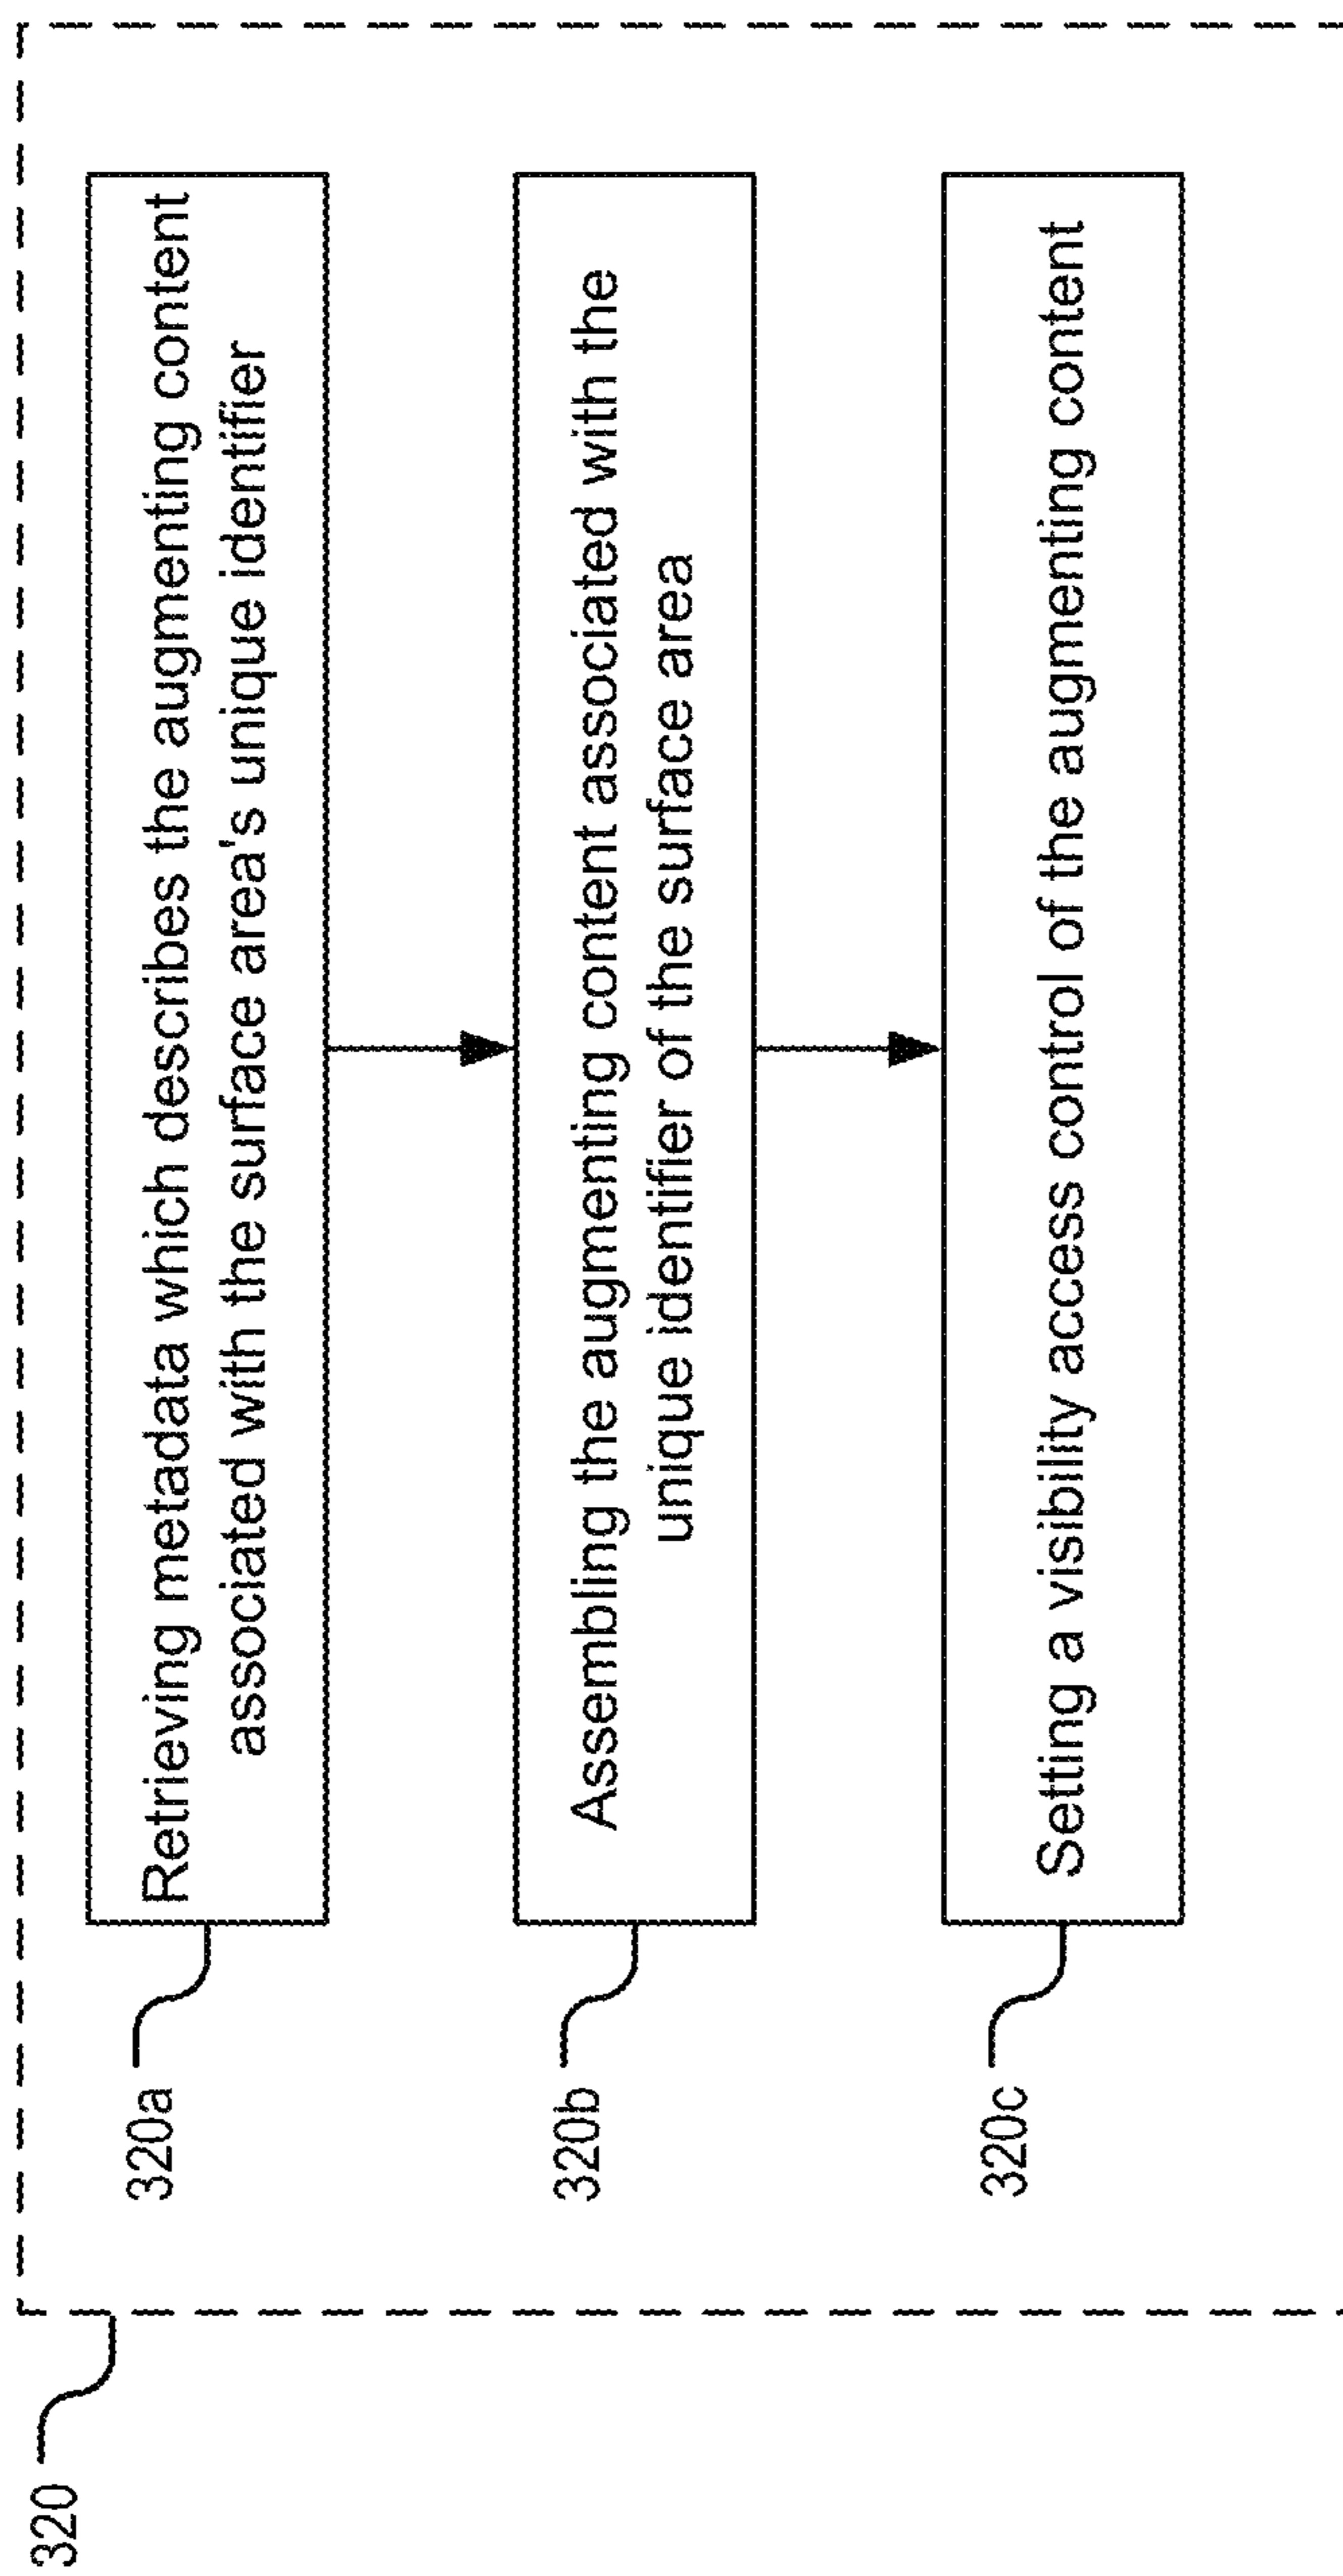 320
320a
Retrieving metadata which describes the augmenting content
associated with the surface area's unique identifier
320b
Assembling the augmenting content associated with the
unique identifier of the surface area
320c
Setting a visibility access control of the augmenting content